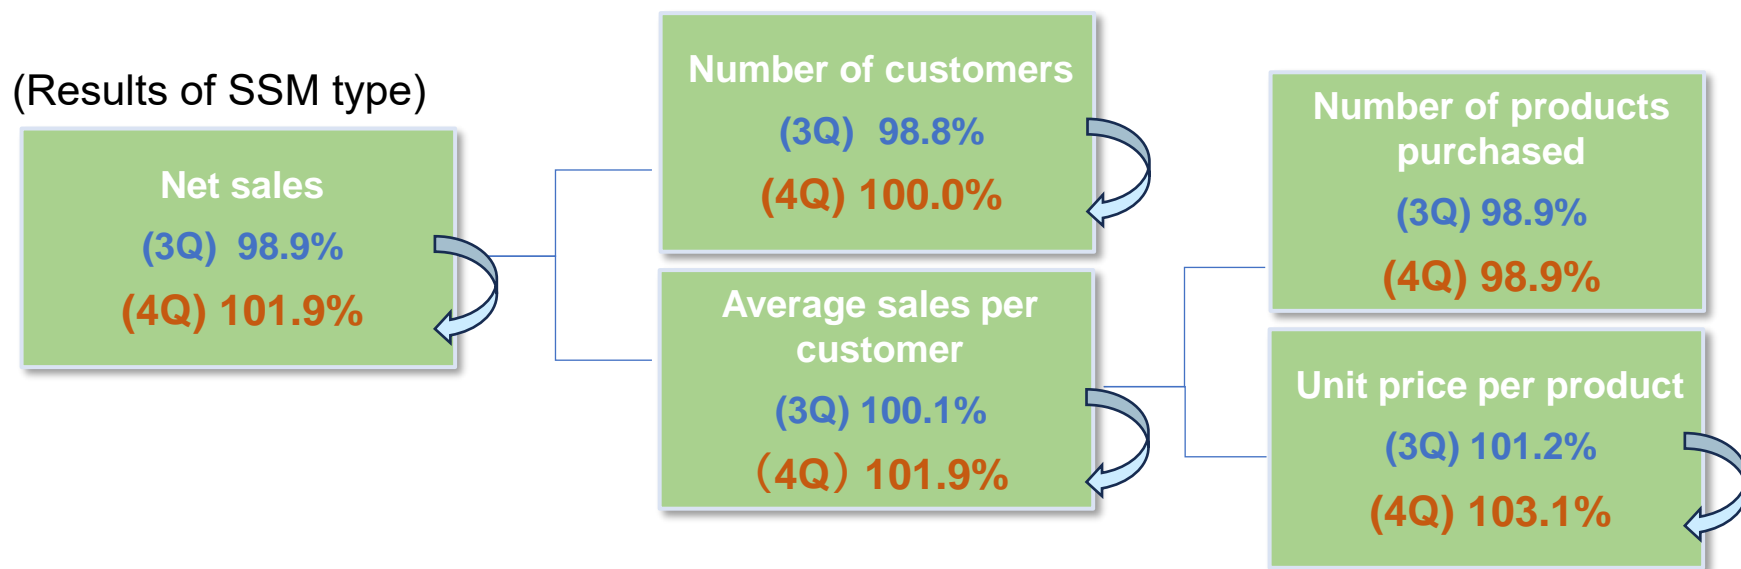 (Results of SSM type)
Net sales
(3Q) 98.9%
(4Q) 101.9%
Number of customers
(3Q) 98.8%
(4Q) 100.0%
Average sales per
customer
(3Q) 100.1%
（4Q）101.9%
Number of products
purchased
(3Q) 98.9%
(4Q) 98.9%
Unit price per product
(3Q) 101.2%
(4Q) 103.1%